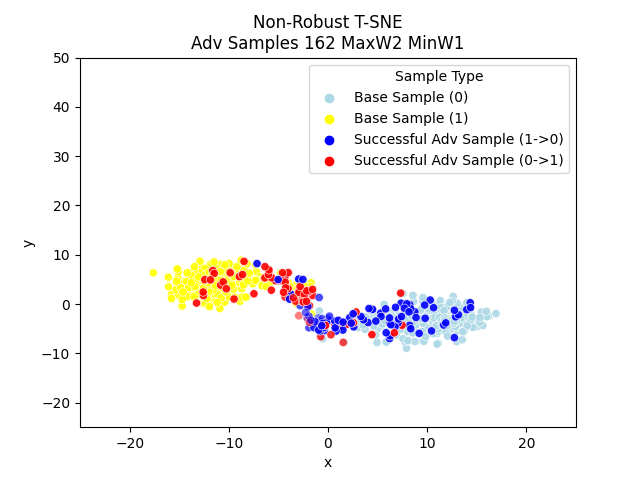 Non-Robust T-SNE
Adv Samples 162 MaxW2 MinW1
Sample Type
Base Sample (0)
Base Sample (1)
Successful Adv Sample (1->0)
Successful Adv Sample (0->1)
50
40
30
20
10
0
−10
−20
y
−20
−10
0
10
20
x